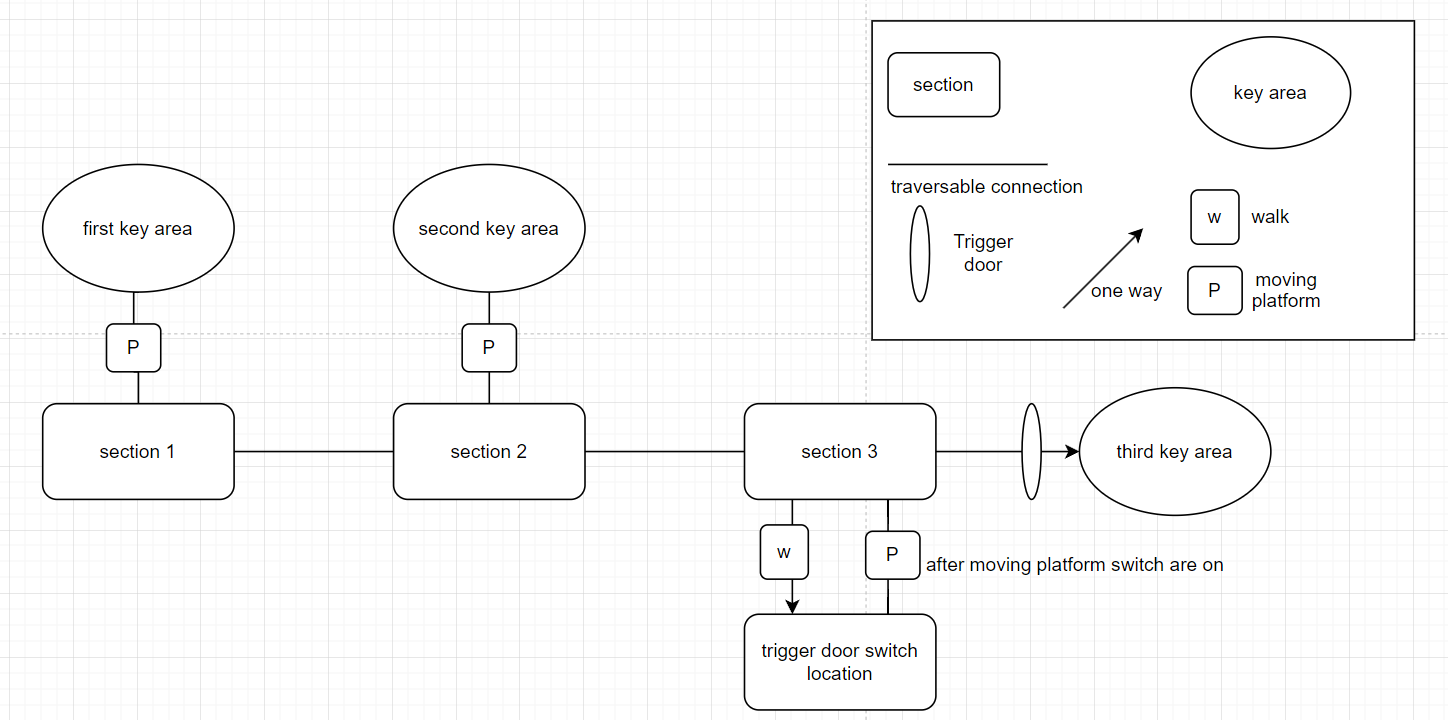 section
key area
traversable connection
w
walk
Trigger
door
one way
P
moving
platform
first key area
second key area
P
P
section 1
section 2
section 3
third key area
w
P
after moving platform switch are on
trigger door switch
location